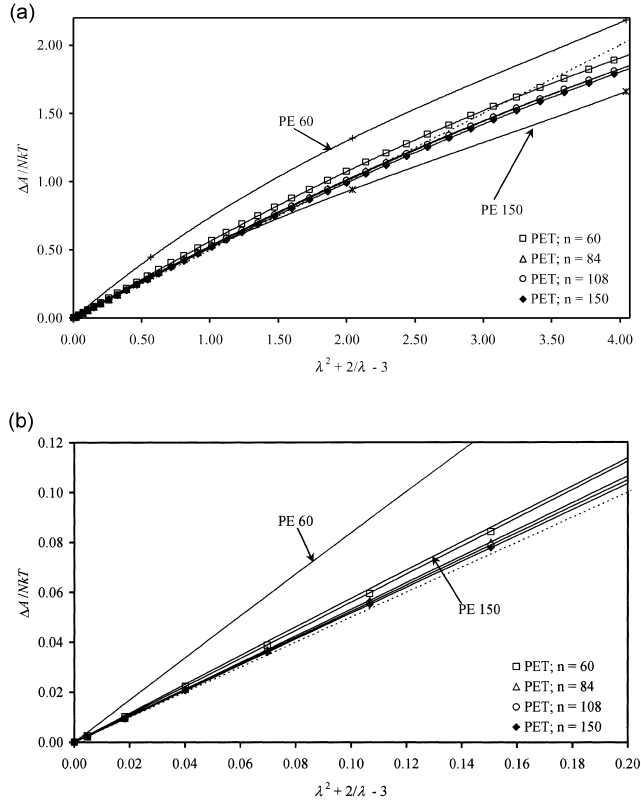 (a)
2.00
1.50
1.00
0.50
0.00
ΔA/NkT
PE 60
PE 150
PET; n = 60
PET; n = 84
PET; n = 108
PET; n = 150
0.00 0.50 1.00 1.50 2.00 2.50 3.00 3.50 4.00
λ² + 2/λ - 3
(b)
0.12
0.10
0.08
0.06
0.04
0.02
0.00
ΔA/NkT
PE 60
PE 150
PET; n = 60
PET; n = 84
PET; n = 108
PET; n = 150
0.00 0.02 0.04 0.06 0.08 0.10 0.12 0.14 0.16 0.18 0.20
λ² + 2/λ - 3